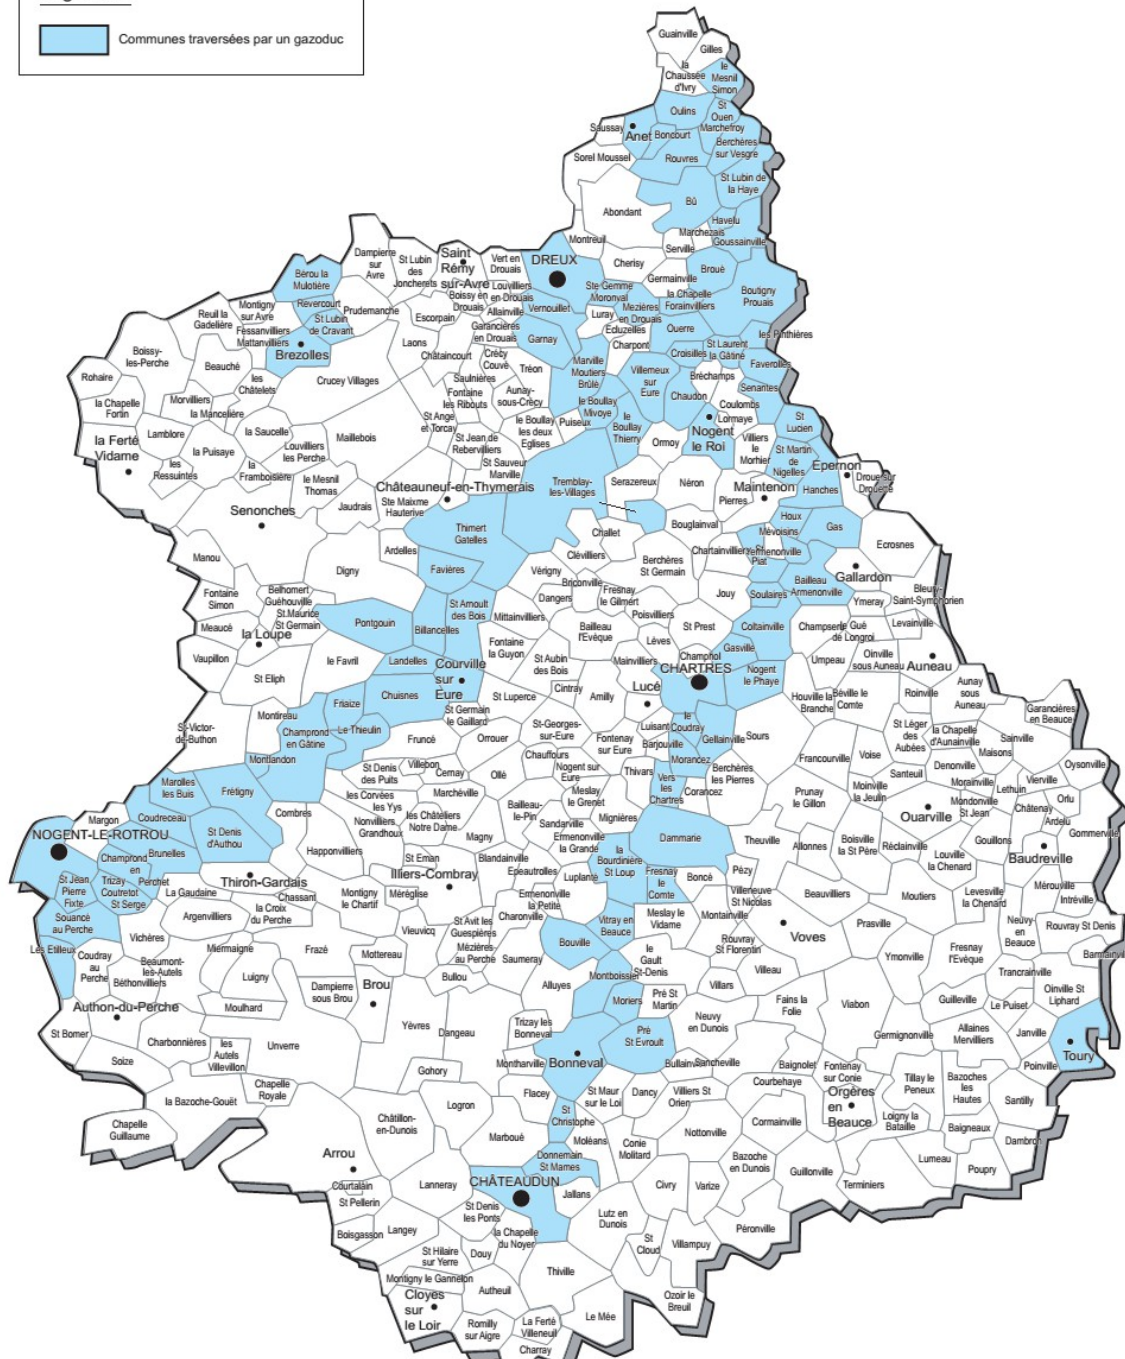 Communes traversées par un gazoduc
Guainville
Gilles
la
Chaussée
d'Ivry
le
Mesnil
Simon
Oulins
St
Ouen
Marchefroy
Saussay
Anet
Boncourt
Berchères
sur Vesgre
Sorel Moussel
Rouvres
St Lubin de
la Haye
Bû
Abondant
Havelu
Marchezais
Goussainville
Montreuil
Serville
Dampierre
sur
Avre
St Lubin
des
Joncherets
Saint
Rémy
sur-Avre
Vert en
Drouais
DREUX
Cherisy
Germainville
Broué
Bérou la
Mulotière
Louvilliers
en Drouais
Boissy en
Drouais
Allainville
Vernouillet
Ste Gemme
Moronval
la Chapelle
Forainvilliers
Boutigny
Prouais
Revercourt
Montigny
sur Avre
Prudemanche
Reuil la
Gadelière
Fessanvilliers
Mattanvilliers
St Lubin
de Cravant
Escorpain
Garancières
en Drouais
Luray
Mezières
en Drouais
Ecluzelles
Ouerre
les Pinthières
Brezolles
Laons
Garnay
Charpont
Croisilles
St Laurent
la Gâtine
Faverolles
Boissy-
les-Perche
Beauché
Châtaincourt
Crécy
Couvé
Tréon
Marville
Moutiers
Brûlé
Villemeux
sur
Eure
Bréchamps
Senantes
Rohaire
les
Châtelets
Crucey Villages
Saulnières
Fontaine
les Ribouts
Aunay-
sous-Crécy
Chaudon
Coulombs
Lormaye
la Chapelle
Fortin
Morvilliers
la Mancelière
St Ange
et Torcay
le Boullay
les deux
Eglises
le Boullay
Mivoye
Puiseux
le
Boullay
Thierry
Nogent
le Roi
St
Lucien
la Ferté
Vidame
Lamblore
la Saucelle
Maillebois
St Jean de
Rebervilliers
Ormoy
Villiers
le
Morhier
St Martin
de
Nigelles
Epernon
la Puisaye
Louvilliers
les Perche
St Sauveur
Marville
les
Ressuintes
la
Framboisière
le Mesnil
Thomas
Châteauneuf-en-Thymerais
Tremblay-
les-Villages
Serazereux
Néron
Maintenon
Hanches
Droue sur
Drouette
Senonches
Jaudrais
Ste Maixme
Hauterive
Pierres
Thimert
Gatelles
Challet
Bouglainval
Houx
Mévoisins
Gas
Ardelles
Clévilliers
Chartainvilliers
St
Piat
Yermenonville
Ecrosnes
Manou
Digny
Favières
Vérigny
Berchères
St Germain
Bailleau
Armenonville
Gallardon
Fontaine
Simon
Belhomert
Guéhouville
Briconville
Dangers
Fresnay
le Gilmert
Jouy
Soulaires
Ymeray
Bleury-
Saint-Symphorien
Meaucé
St.Maurice
St Germain
la Loupe
Pontgouin
Billancelles
St Arnoult
des Bois
Mittainvilliers
Poisvilliers
Bailleau
l'Evêque
St Prest
Coltainville
Champseru
le Gué
de Longroi
Levainville
Vaupillon
le Favril
Landelles
Courville
sur
Eure
Fontaine
la Guyon
Lèves
Champhol
Gasville
Umpeau
Oinville
sous Auneau
Auneau
St Eliph
St Aubin
des Bois
Mainvilliers
CHARTRES
Nogent
le Phaye
Friaize
Chuisnes
St Luperce
Cintray
Amilly
Lucé
Houville la
Branche
Béville le
Comte
Roinville
Aunay
sous
Auneau
Garancières
en Beauce
St-Victor-
de-Buthon
Montireau
Champrond
en Gâtine
Le Thieulin
St Germain
le Gaillard
Fruncé
Orrouer
St-Georges-
sur-Eure
Fontenay
sur Eure
Luisant
Barjouville
le
Coudray
Gellainville
Sours
St Léger
des
Aubées
la Chapelle
d'Aunainville
Sainville
Maisons
Montlandon
Chauffours
Morancez
Francourville
Voise
Oysonville
Marolles
les Buis
Frétigny
St Denis
des Puits
Villebon
Cernay
Ollé
Nogent sur
Eure
Thivars
Vers
les
Chartres
Berchères
les Pierres
Corancez
Santeuil
Denonville
Morainville
Lethuin
Vierville
les Corvées
les Yys
Marchéville
Meslay
le Grenet
Prunay
le Gillon
Moinville
la Jeulin
Mondonville
St Jean
Orlu
Châtenay
Ardelu
Margon
Coudreceau
Combres
Nonvilliers
Grandhoux
les Châtéliers
Notre Dame
Bailleau-
le-Pin
Sandarville
Mignières
Ouarville
Gommerville
NOGENT-LE-ROTROU
St Denis
d'Authou
Magny
Ermenonville
la Grande
Dammarie
Theuville
Allonnes
Boisville
la St Père
Réclainville
Gouillons
Baudreville
Brunelles
Champrond
en
Perchet
Happonvilliers
St Eman
Blandainville
la
Bourdinière
St Loup
Louville
la Chenard
St Jean
Pierre
Fixte
Trizay
Coutretot
St Serge
La Gaudaine
Thiron-Gardais
Chassant
Illiers-Combray
Epeautrolles
Luplanté
Fresnay
le
Comte
Boncé
Pézy
Mérouville
Intréville
Souancé
au Perche
la Croix
du Perche
Montigny
le Chartif
Méréglise
Ermenonville
la Petite
Villeneuve
St Nicolas
Beauvilliers
Moutiers
Levesville
la Chenard
Argenvilliers
Charonville
Vitray en
Beauce
Meslay le
Vidame
Montainville
Voves
Prasville
Neuvy-
en
Beauce
Rouvray St Denis
Les Etilleux
Vichères
Vieuvicq
St Avit les
Guespières
Coudray
au
Perche
Miermaigne
Frazé
Mottereau
Mézières-
au Perche
Saumeray
Bouville
le
Gault
St-Denis
Rouvray
St Florentin
Fresnay
l'Evèque
Barmainville
Beaumont-
les-Autels
Béthonvilliers
Luigny
Villeau
Ymonville
Trancrainville
Authon-du-Perche
Moulhard
Dampierre
sous Brou
Brou
Bullou
Alluyes
Montboissier
Villars
Oinville St
Liphard
Moriers
Pré St
Martin
Fains la
Folie
Viabon
Guilleville
Le Puiset
St Bomer
Charbonnières
Yèvres
Dangeau
Trizay les
Bonneval
Pré
St Evroult
Neuvy
en Dunois
Germignonville
Allaines
Mervilliers
Janville
Toury
Soize
les
Autels
Villevillon
Unverre
Montharville
Bonneval
Bullainville
Sancheville
Baignolet
Fontenay
sur Conie
Poinville
Gohory
la Bazoche-Gouët
Chapelle
Royale
Flacey
St Maur
sur le Loi
Dancy
Villiers St
Orien
Courbehaye
Orgères
en
Beauce
Tillay le
Peneux
Bazoches
les
Hautes
Santilly
Chapelle
Guillaume
Châtillon-
en-Dunois
Logron
St
Christophe
Cormainville
Loigny la
Bataille
Marboué
Moléans
Conie
Molitard
Nottonville
Baigneaux
Dambron
Arrou
Donnemain
St Mames
Bazoche
en Dunois
Guillonville
Lumeau
Poupry
Courtalain
Lanneray
CHÂTEAUDUN
Jallans
Civry
Varize
Terminiers
St Pellerin
St Denis
les Ponts
Lutz en
Dunois
Boisgasson
Langey
la Chapelle
du Noyer
Péronville
St Hilaire
sur Yerre
Douy
St
Cloud
Villampuy
Montigny le Gannelon
Thiville
Cloyes
sur
le Loir
Autheuil
Ozoir le
Breuil
Romilly
sur Aigre
La Ferté
Villeneuil
Le Mée
Charray